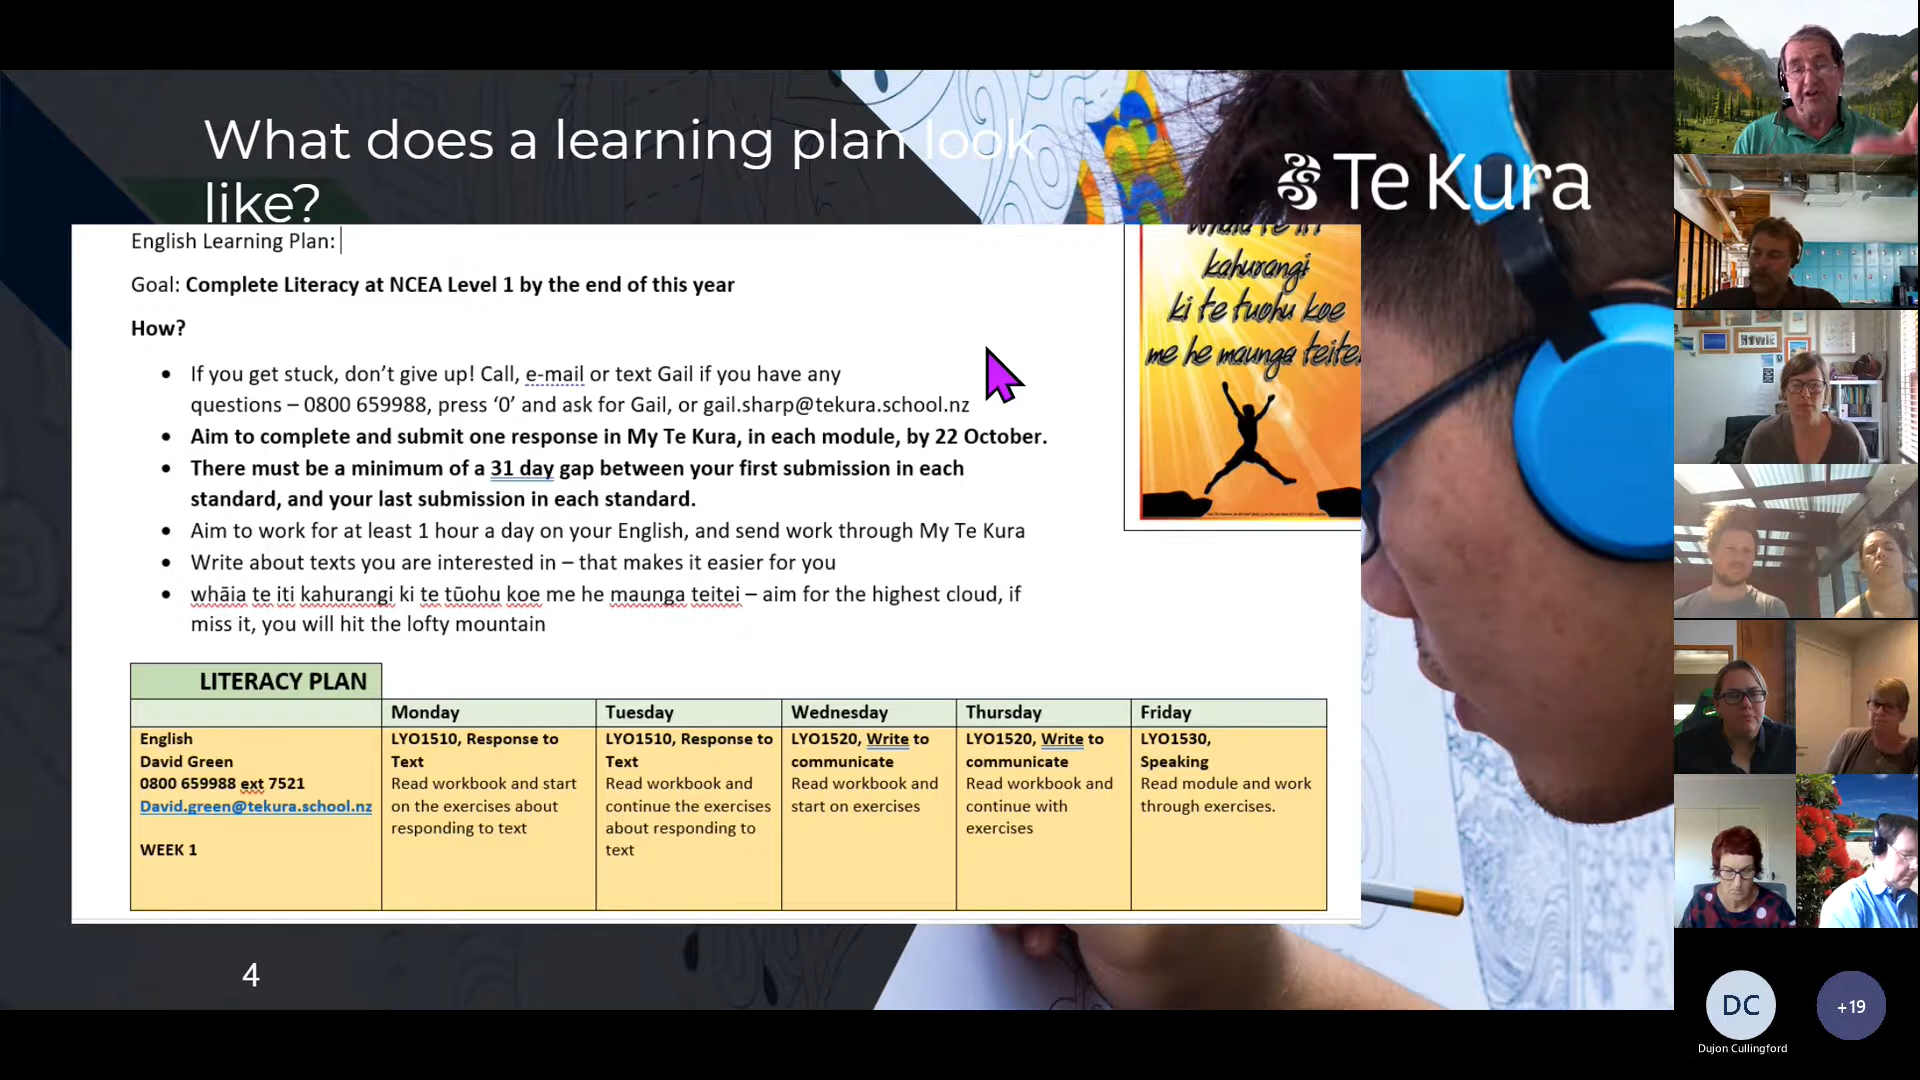 What does a learning plan look
like?
Te Kura
English Learning Plan:
Goal: Complete Literacy at NCEA Level 1 by the end of this year
How?
• If you get stuck, don’t give up! Call, e-mail or text Gail if you have any
questions – 0800 659988, press ‘0’ and ask for Gail, or gail.sharp@tekura.school.nz
• Aim to complete and submit one response in My Te Kura, in each module, by 22 October.
• There must be a minimum of a 31 day gap between your first submission in each
standard, and your last submission in each standard.
• Aim to work for at least 1 hour a day on your English, and send work through My Te Kura
• Write about texts you are interested in – that makes it easier for you
• whāia te iti kahurangi ki te tūohu koe me he maunga teitei – aim for the highest cloud, if
miss it, you will hit the lofty mountain
Whaia te iti
kahurangi
ki te tuohu koe
me he maunga teitei
LITERACY PLAN
Monday
Tuesday
Wednesday
Thursday
Friday
English
David Green
0800 659988 ext 7521
David.green@tekura.school.nz
WEEK 1
LYO1510, Response to
Text
Read workbook and start
on the exercises about
responding to text
LYO1510, Response to
Text
Read workbook and
continue the exercises
about responding to
text
LYO1520, Write to
communicate
Read workbook and
start on exercises
LYO1520, Write to
communicate
Read workbook and
continue with
exercises
LYO1530,
Speaking
Read module and work
through exercises.
4
DC
Dujon Cullingford
+19